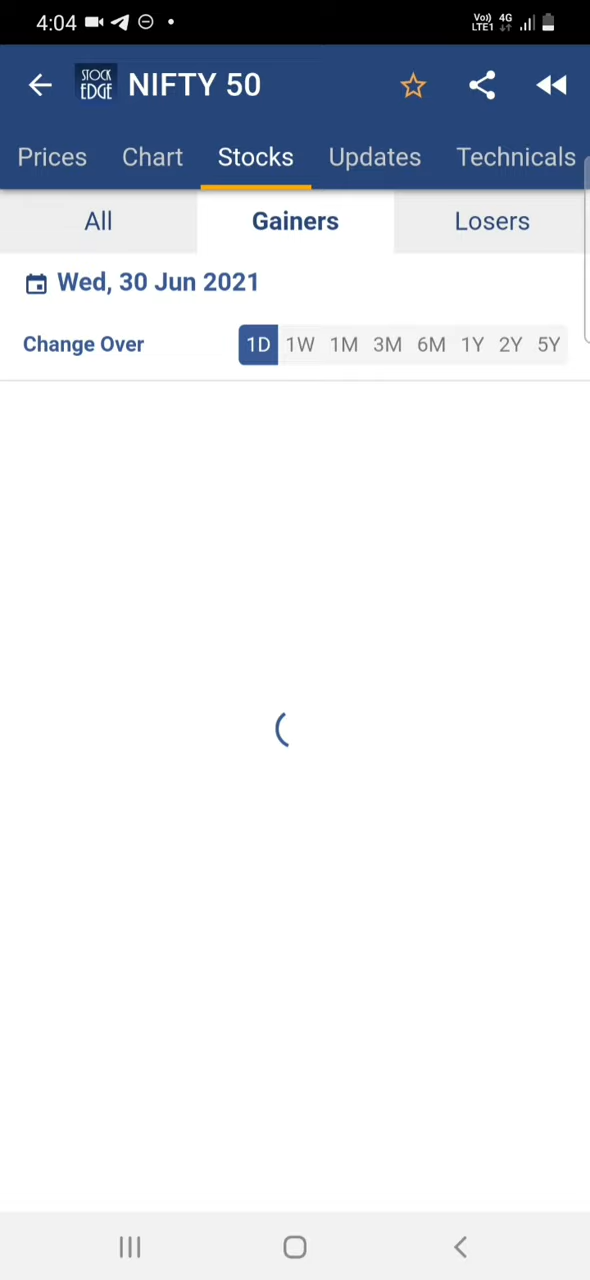 4:04 Vo)) 4G
LTE1
STOCK
EDGE NIFTY 50
Prices Chart Stocks Updates Technicals
All Gainers Losers
Wed, 30 Jun 2021
Change Over 1D 1W 1M 3M 6M 1Y 2Y 5Y